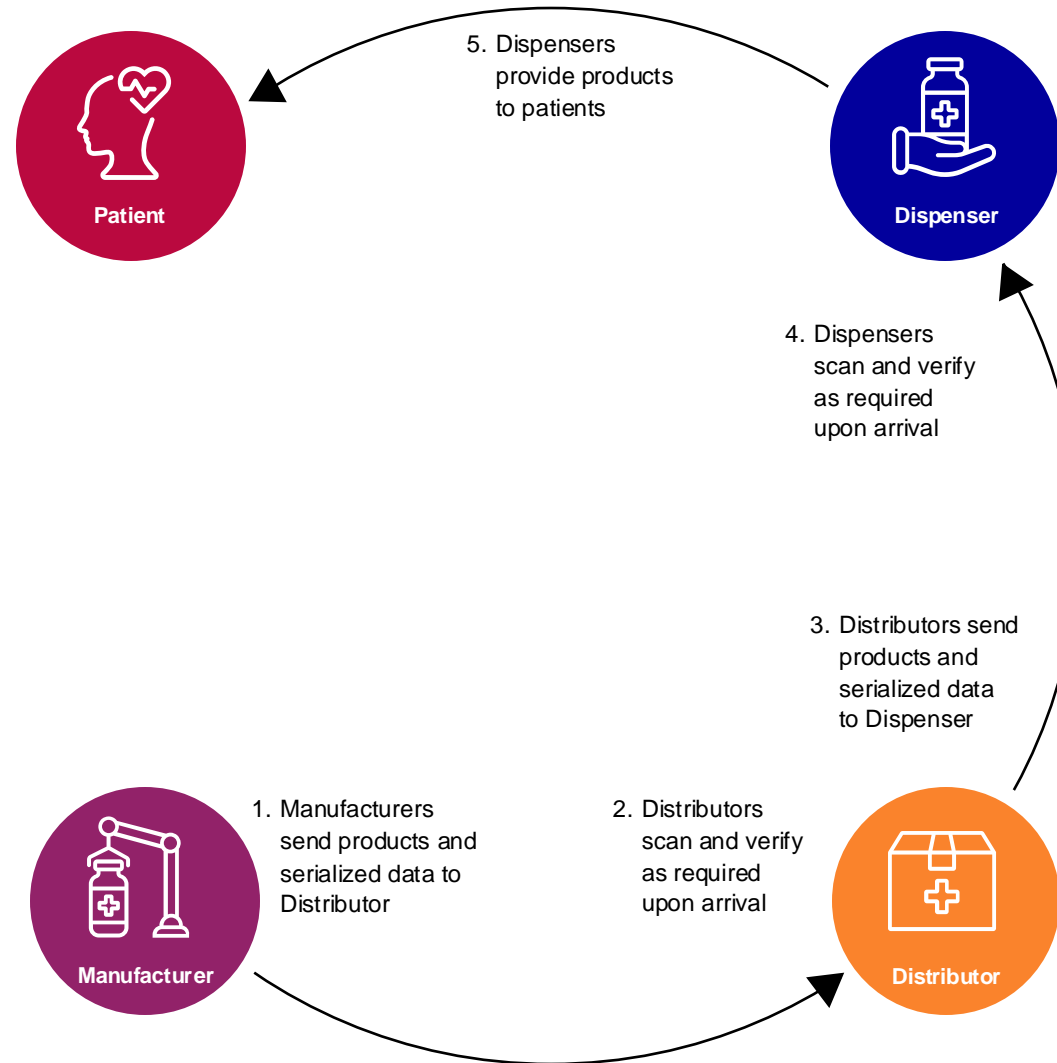 5. Dispensers
provide products
to patients
Patient
Dispenser
4. Dispensers
scan and verify
as required
upon arrival
3. Distributors send
products and
serialized data
to Dispenser
1. Manufacturers
send products and
serialized data to
Distributor
2. Distributors
scan and verify
as required
upon arrival
Manufacturer
Distributor